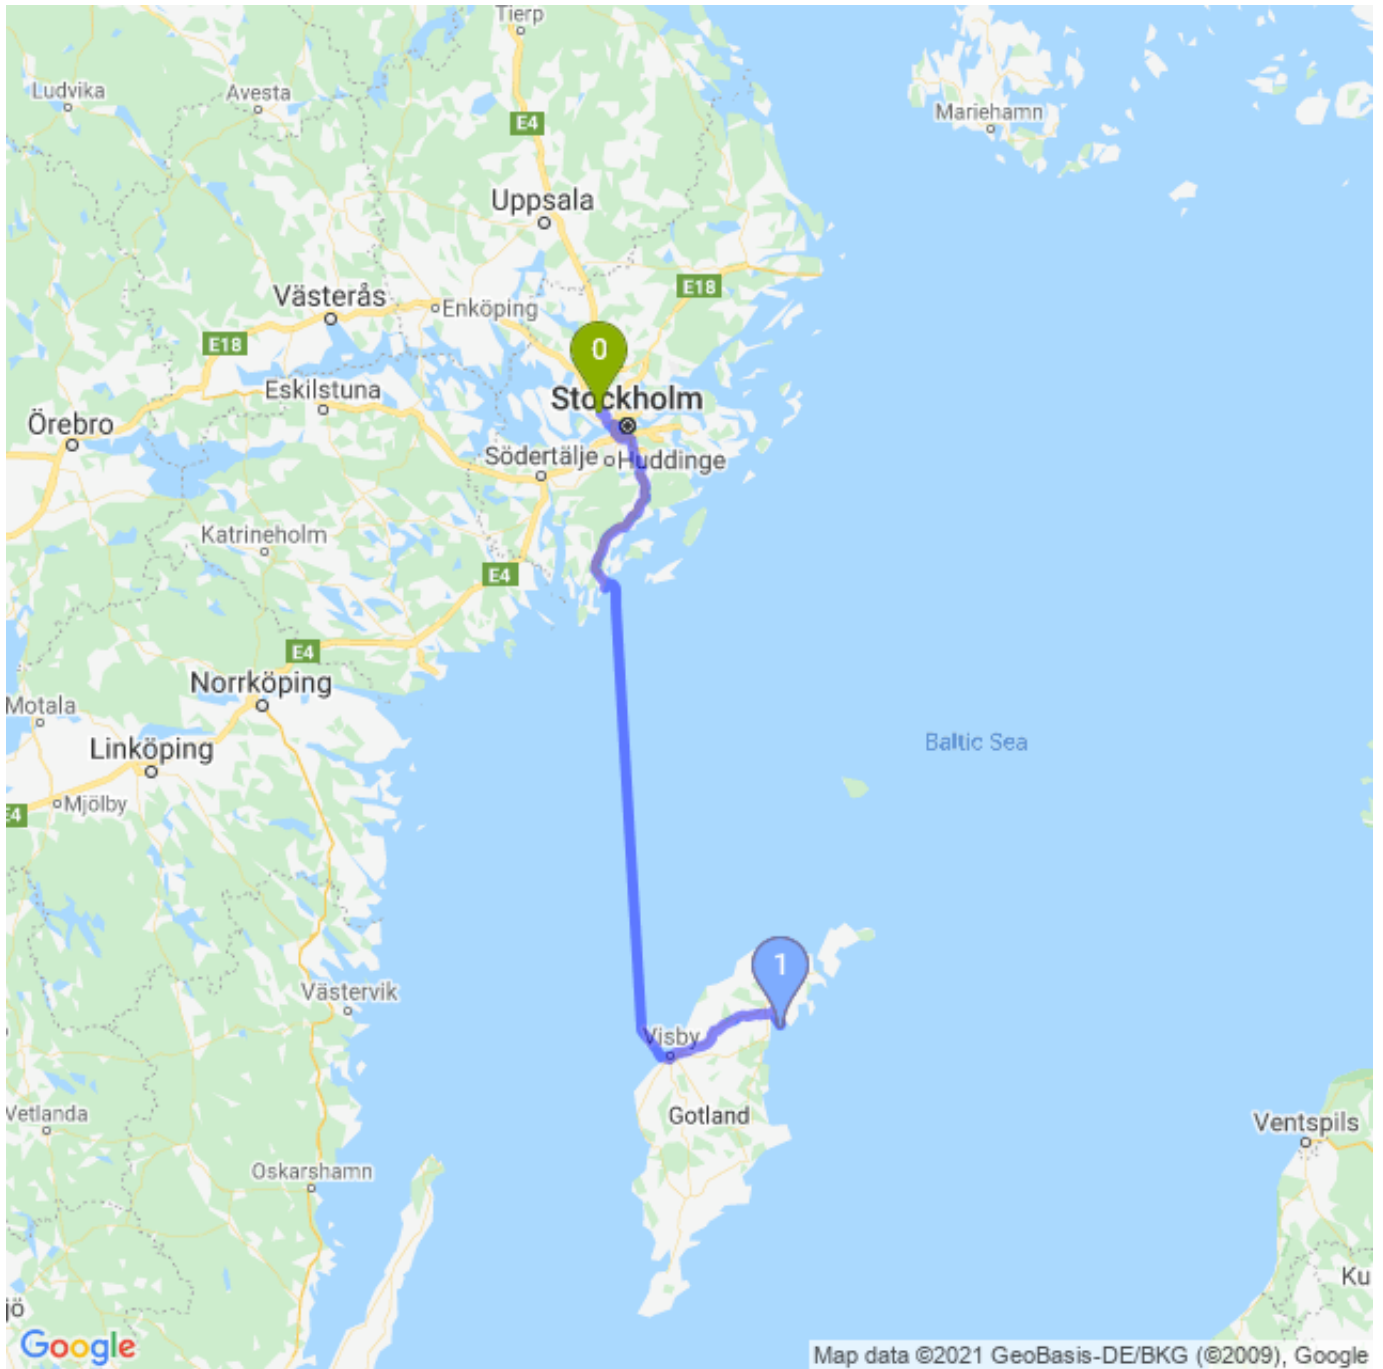 Tierp
Ludvika
Avesta
Mariehamn
E4
Uppsala
E18
Västerås
Enköping
E18
0
Eskilstuna
Stockholm
Örebro
Södertälje
Huddinge
Katrineholm
E4
E4
Norrköping
Motala
Linköping
Baltic Sea
Mjölby
E4
1
Västervik
Visby
Gotland
Vetlanda
Ventspils
Oskarshamn
Ku
jö
Google
Map data ©2021 GeoBasis-DE/BKG (©2009), Google